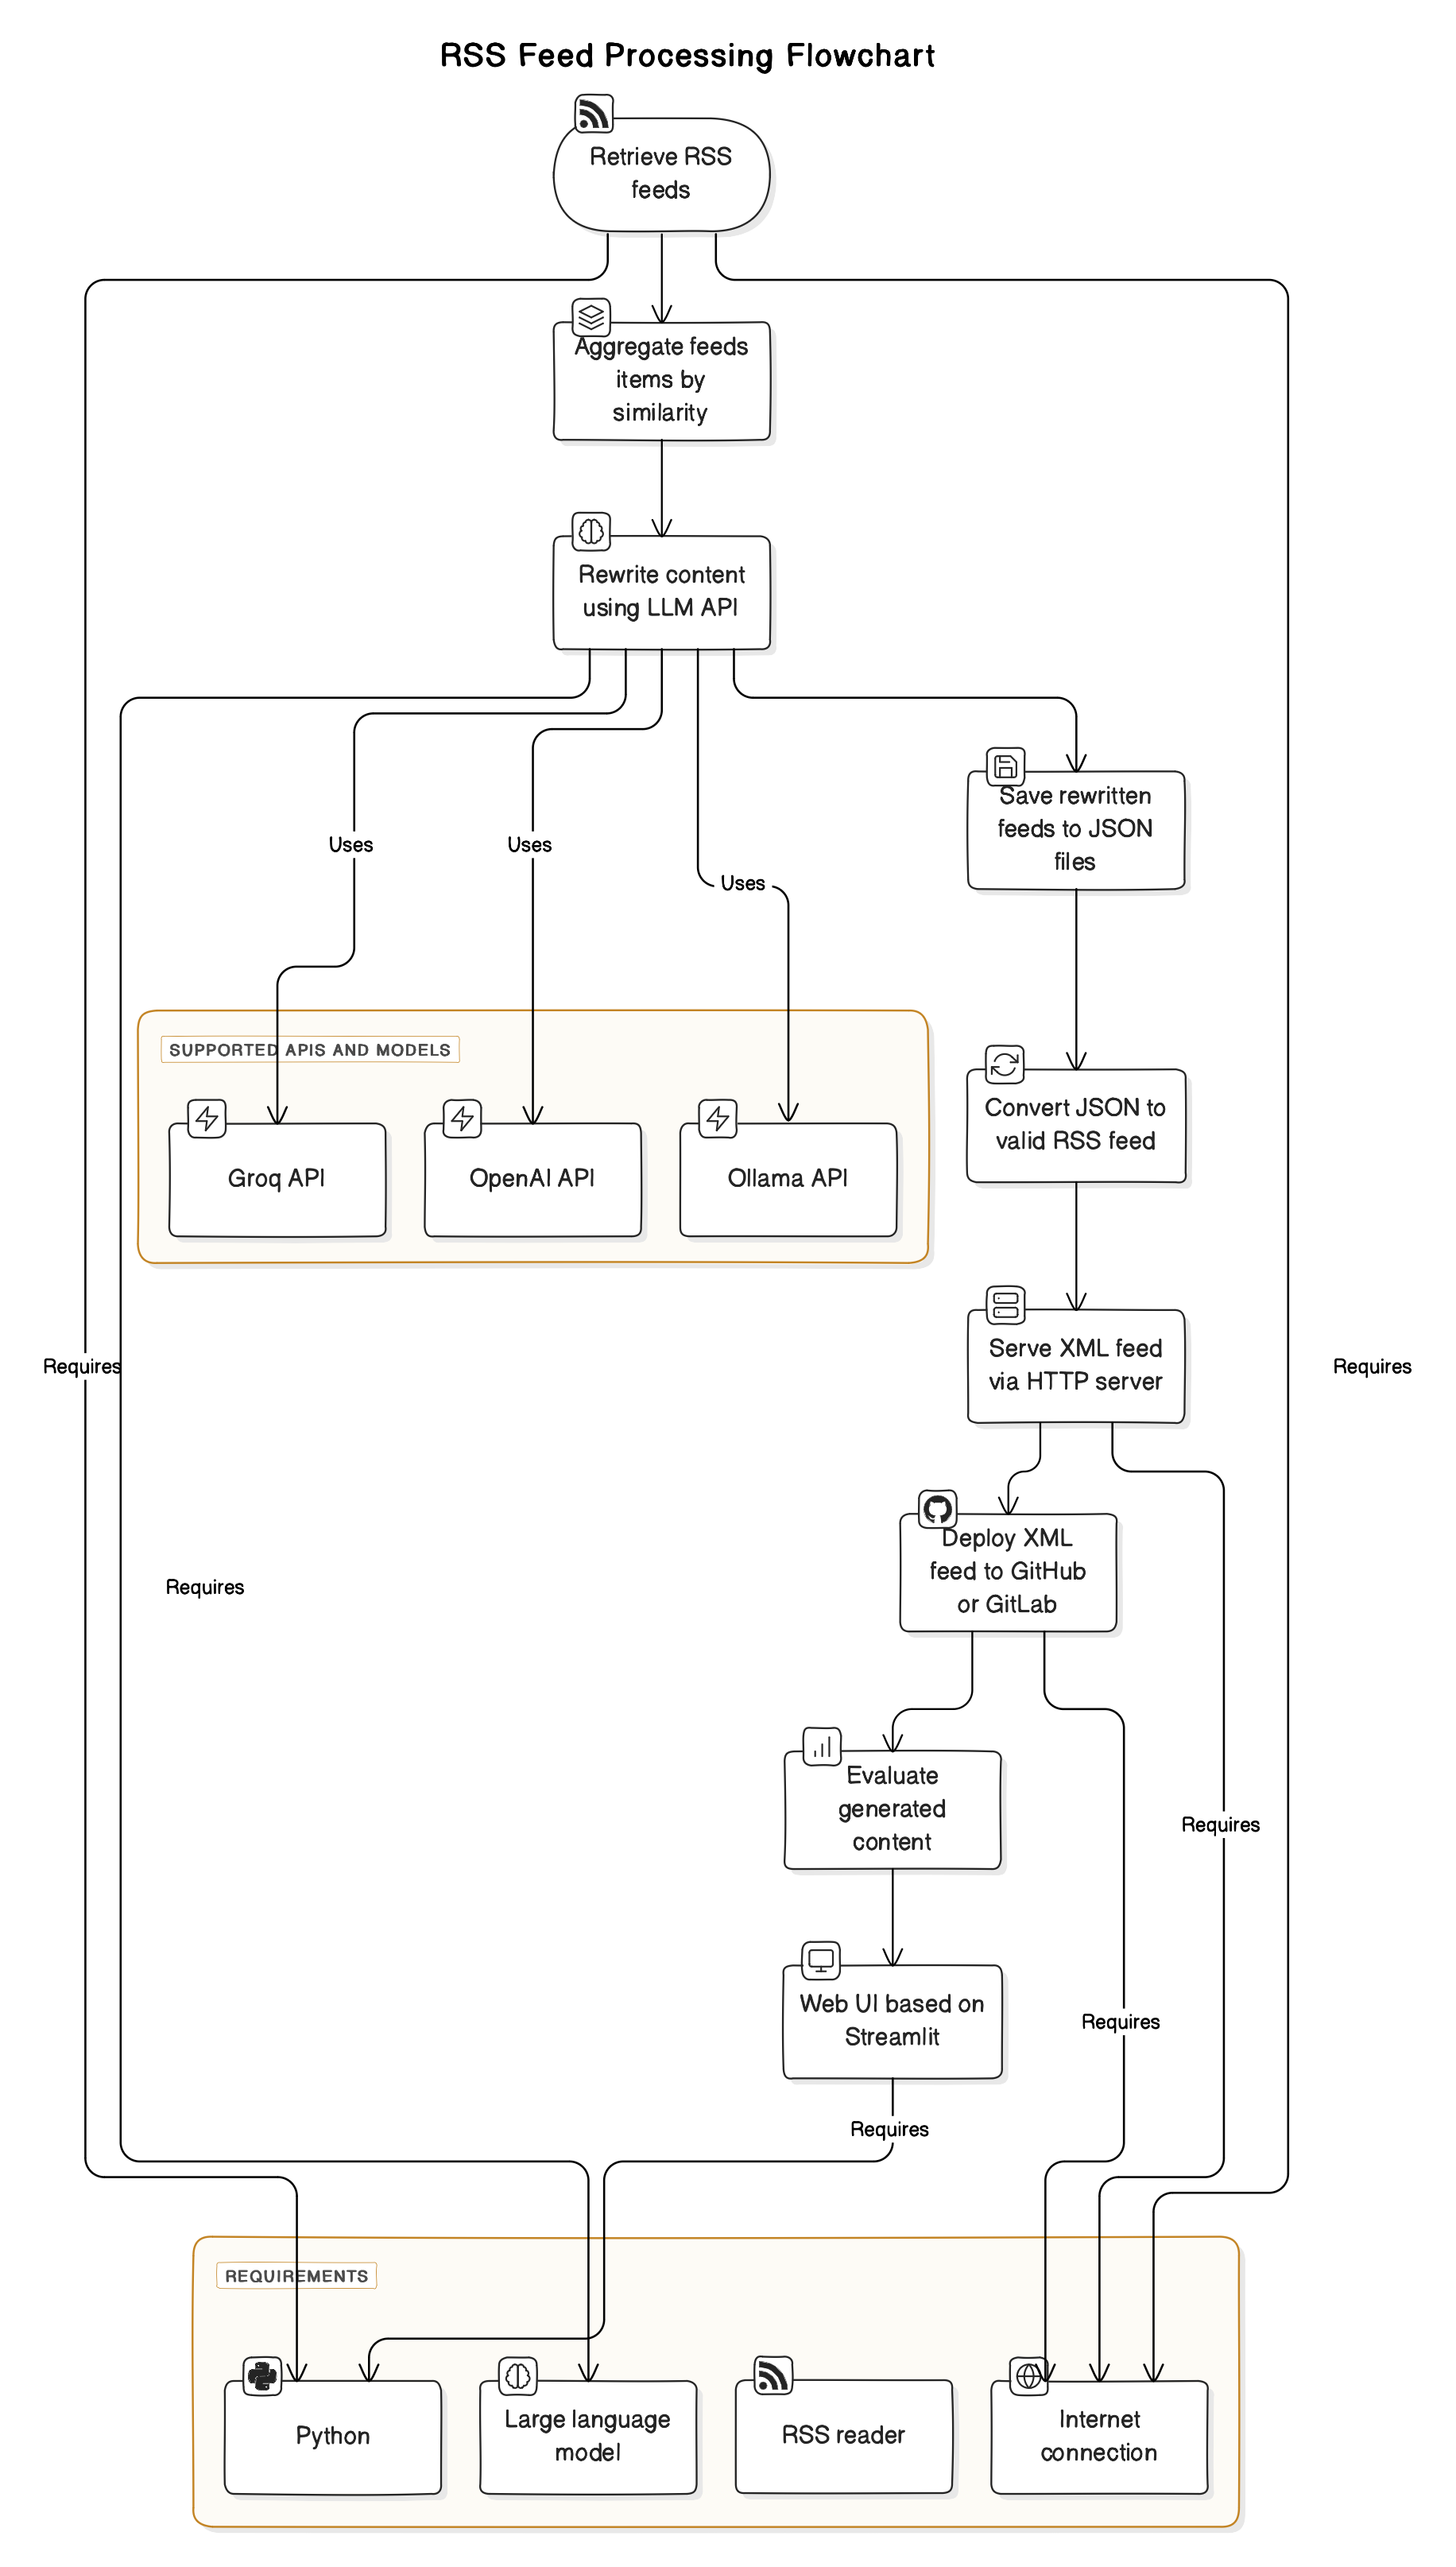 RSS Feed Processing Flowchart
Retrieve RSS
feeds
Aggregate feeds
items by
similarity
Rewrite content
using LLM API
Save rewritten
feeds to JSON
files
Uses
Uses
Uses
SUPPORTED APIS AND MODELS
Groq API
OpenAI API
Ollama API
Convert JSON to
valid RSS feed
Serve XML feed
via HTTP server
Requires
Requires
Deploy XML
feed to GitHub
or GitLab
Requires
Evaluate
generated
content
Requires
Web UI based on
Streamlit
Requires
Requires
REQUIREMENTS
Python
Large language
model
RSS reader
Internet
connection